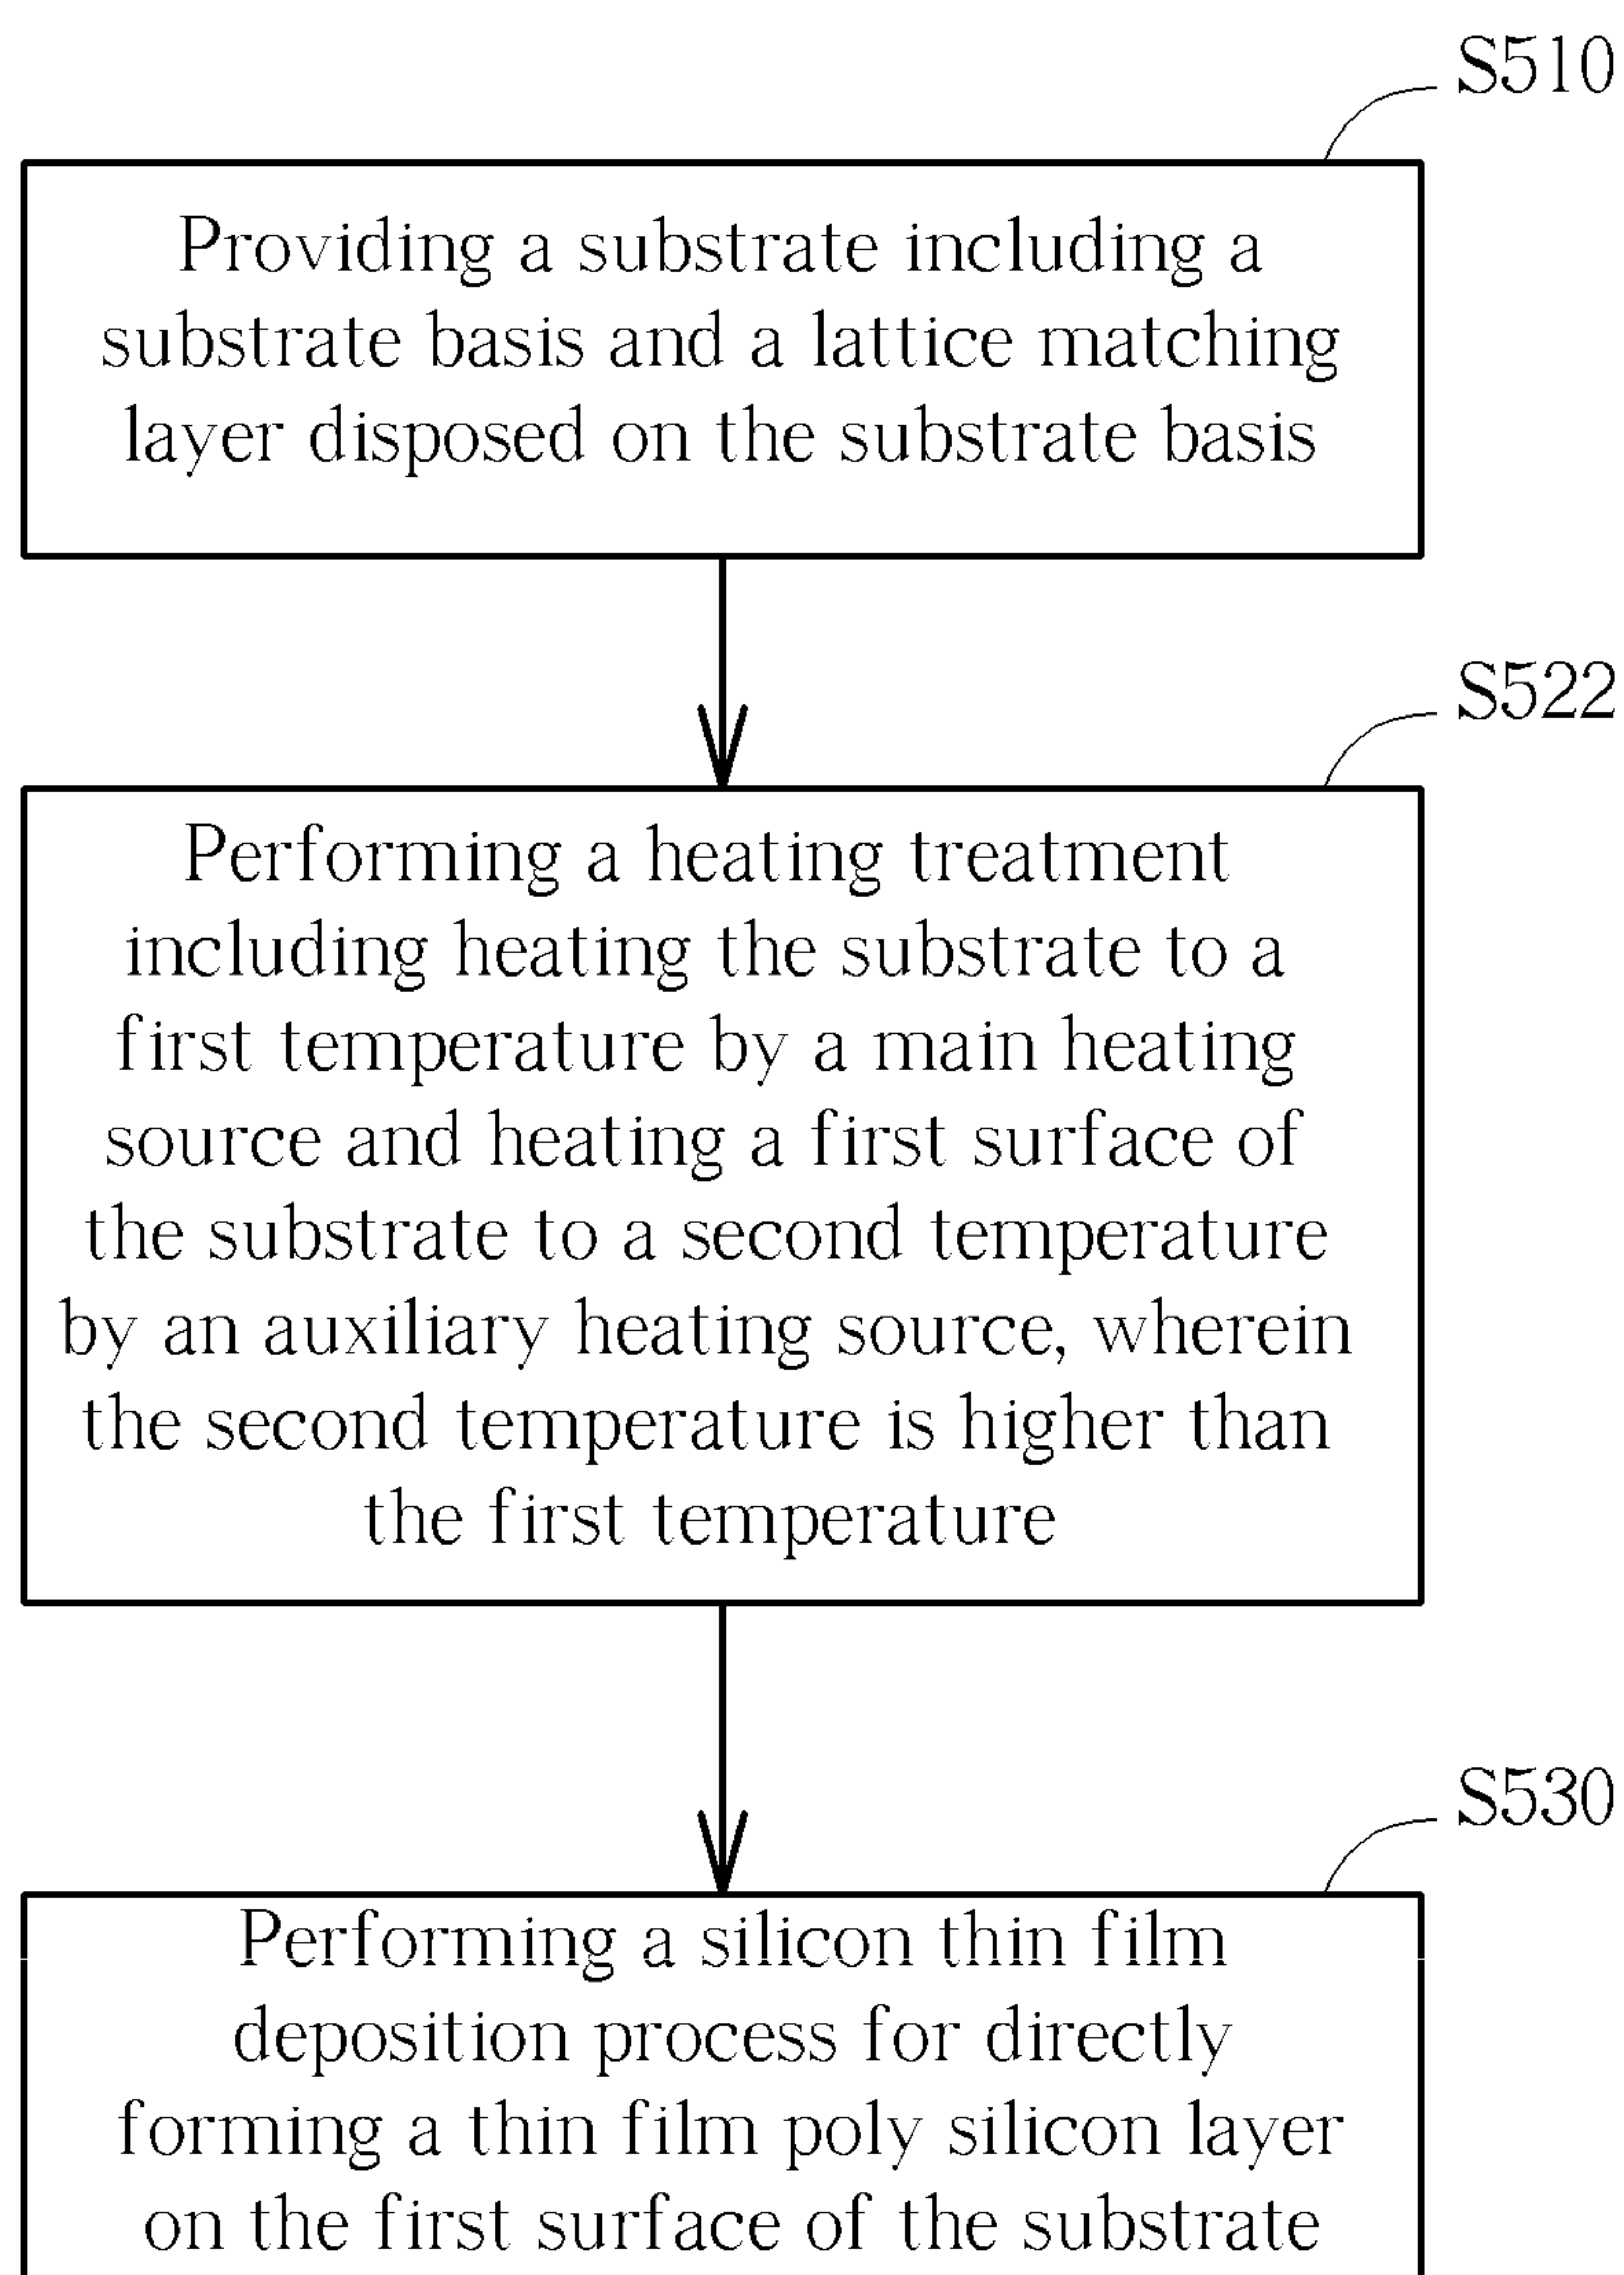 S510
Providing a substrate including a
substrate basis and a lattice matching
layer disposed on the substrate basis
S522
Performing a heating treatment
including heating the substrate to a
first temperature by a main heating
source and heating a first surface of
the substrate to a second temperature
by an auxiliary heating source, wherein
the second temperature is higher than
the first temperature
S530
Performing a silicon thin film
deposition process for directly
forming a thin film poly silicon layer
on the first surface of the substrate